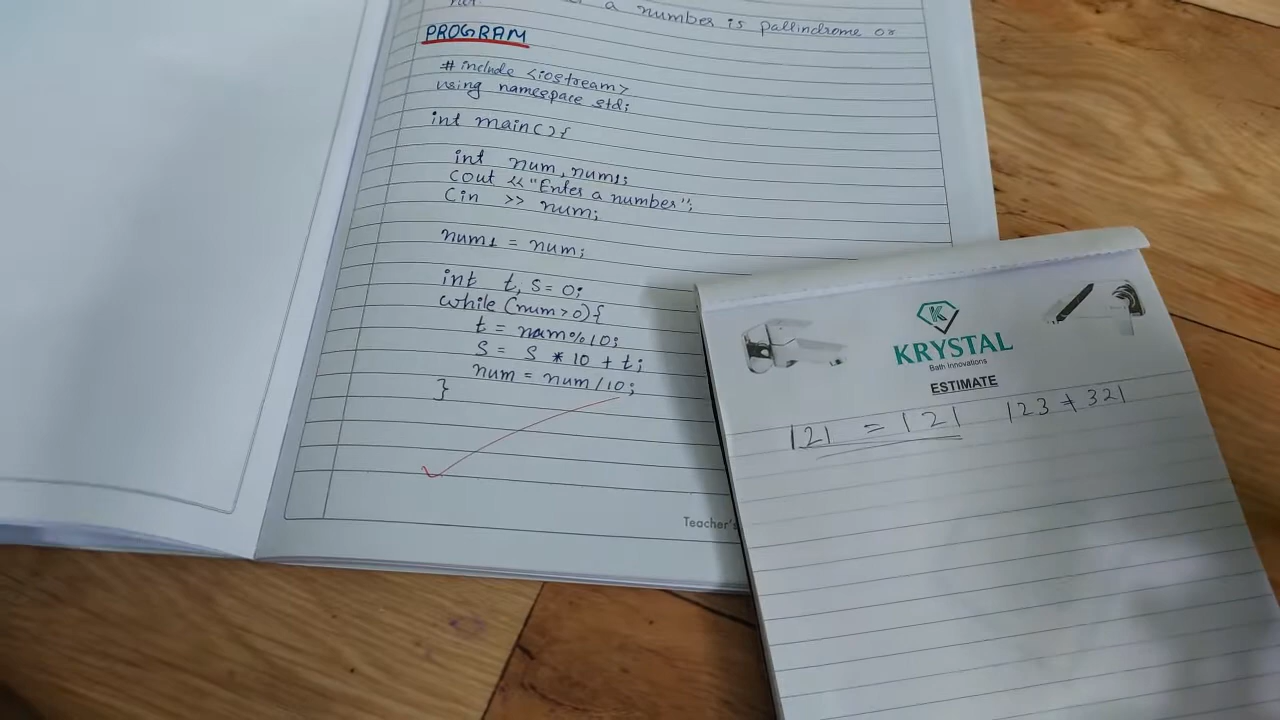 a number is pallindrome or
PROGRAM
# include <iostream>
using namespace std;
int main(){
int num, num1;
cout << "Enter a number";
Cin >> num;
num1 = num;
int t, s = 0;
while (num > 0) {
t = num % 10;
s = s * 10 + t;
num = num / 10;
}
Teacher's
KRYSTAL
Bath Innovations
ESTIMATE
121 = 121 123 ≠ 321